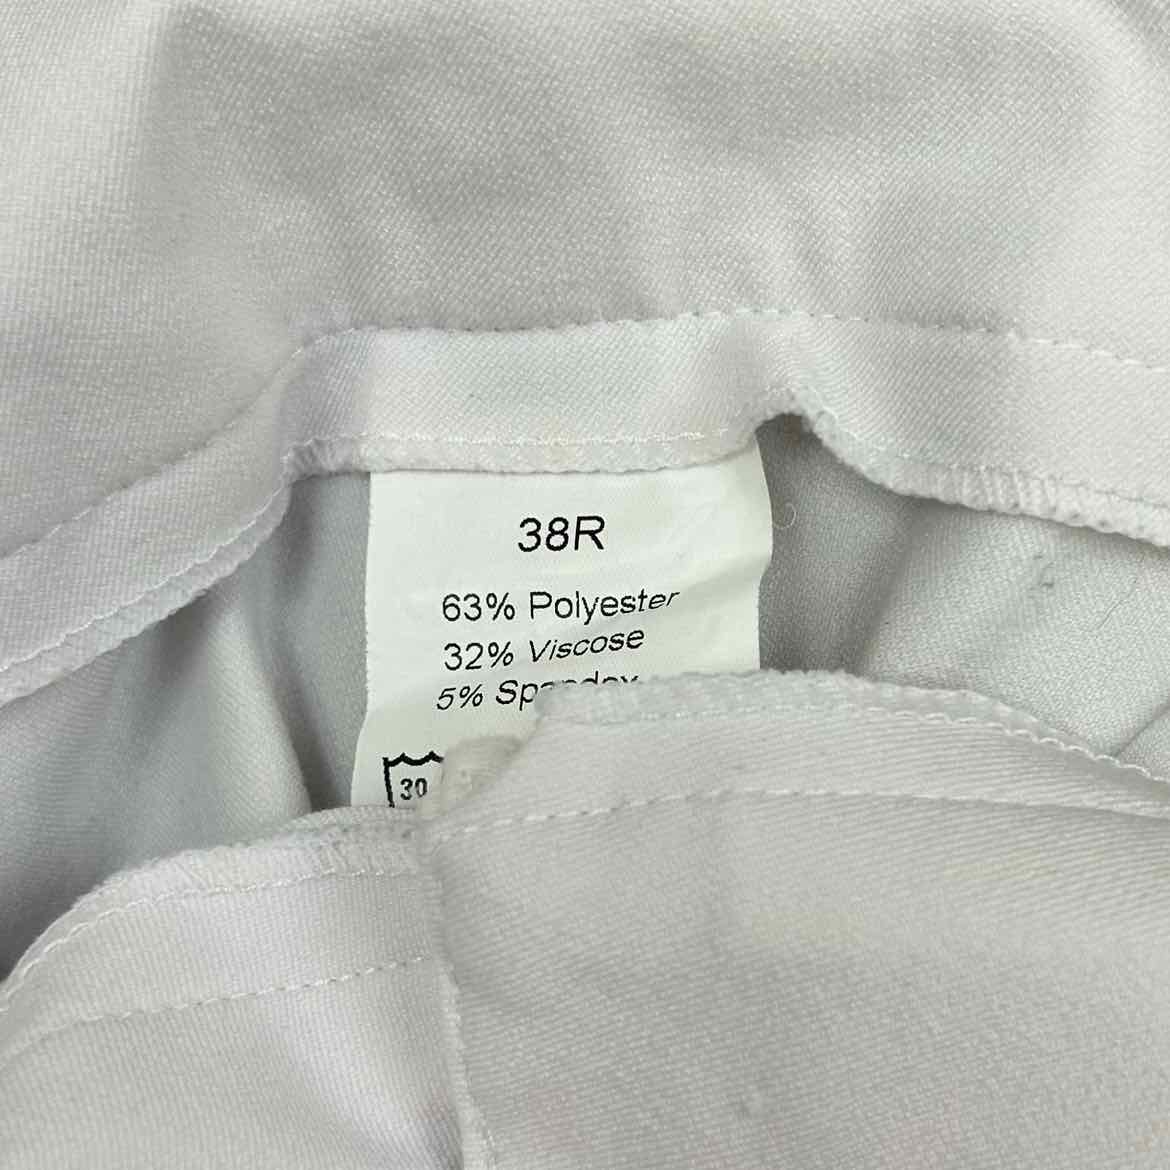 38R
63% Polyester
32% Viscose
5% Spandex
30